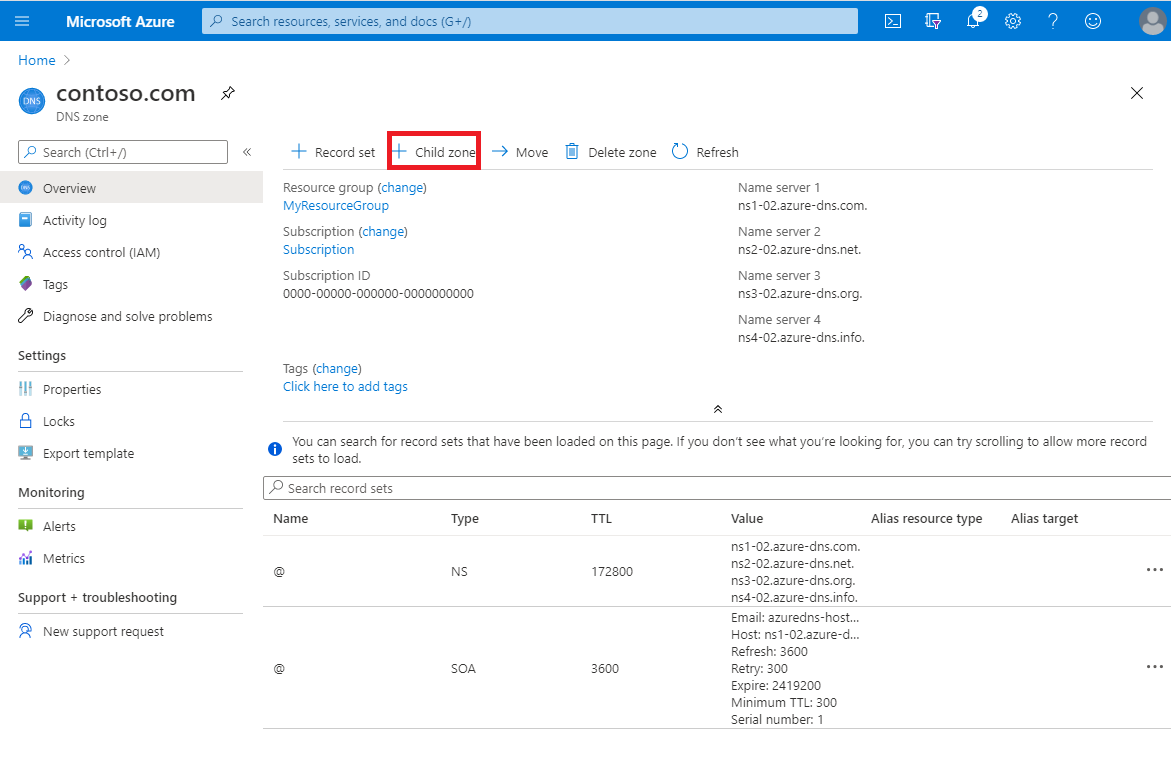 Microsoft Azure
Search resources, services, and docs (G+/)
2
Home
DNS
contoso.com
DNS zone
Search (Ctrl+/)
«
Record set
Child zone
Move
Delete zone
Refresh
Overview
Activity log
Access control (IAM)
Tags
Diagnose and solve problems
Settings
Properties
Locks
Export template
Monitoring
Alerts
Metrics
Support + troubleshooting
New support request
Resource group (change)
MyResourceGroup
Subscription (change)
Subscription
Subscription ID
0000-00000-000000-0000000000
Name server 1
ns1-02.azure-dns.com.
Name server 2
ns2-02.azure-dns.net.
Name server 3
ns3-02.azure-dns.org.
Name server 4
ns4-02.azure-dns.info.
Tags (change)
Click here to add tags
You can search for record sets that have been loaded on this page. If you don't see what you're looking for, you can try scrolling to allow more record
sets to load.
Search record sets
Name Type TTL Value Alias resource type Alias target
@ NS 172800
ns1-02.azure-dns.com.
ns2-02.azure-dns.net.
ns3-02.azure-dns.org.
ns4-02.azure-dns.info.
@ SOA 3600
Email: azuredns-host...
Host: ns1-02.azure-d...
Refresh: 3600
Retry: 300
Expire: 2419200
Minimum TTL: 300
Serial number: 1